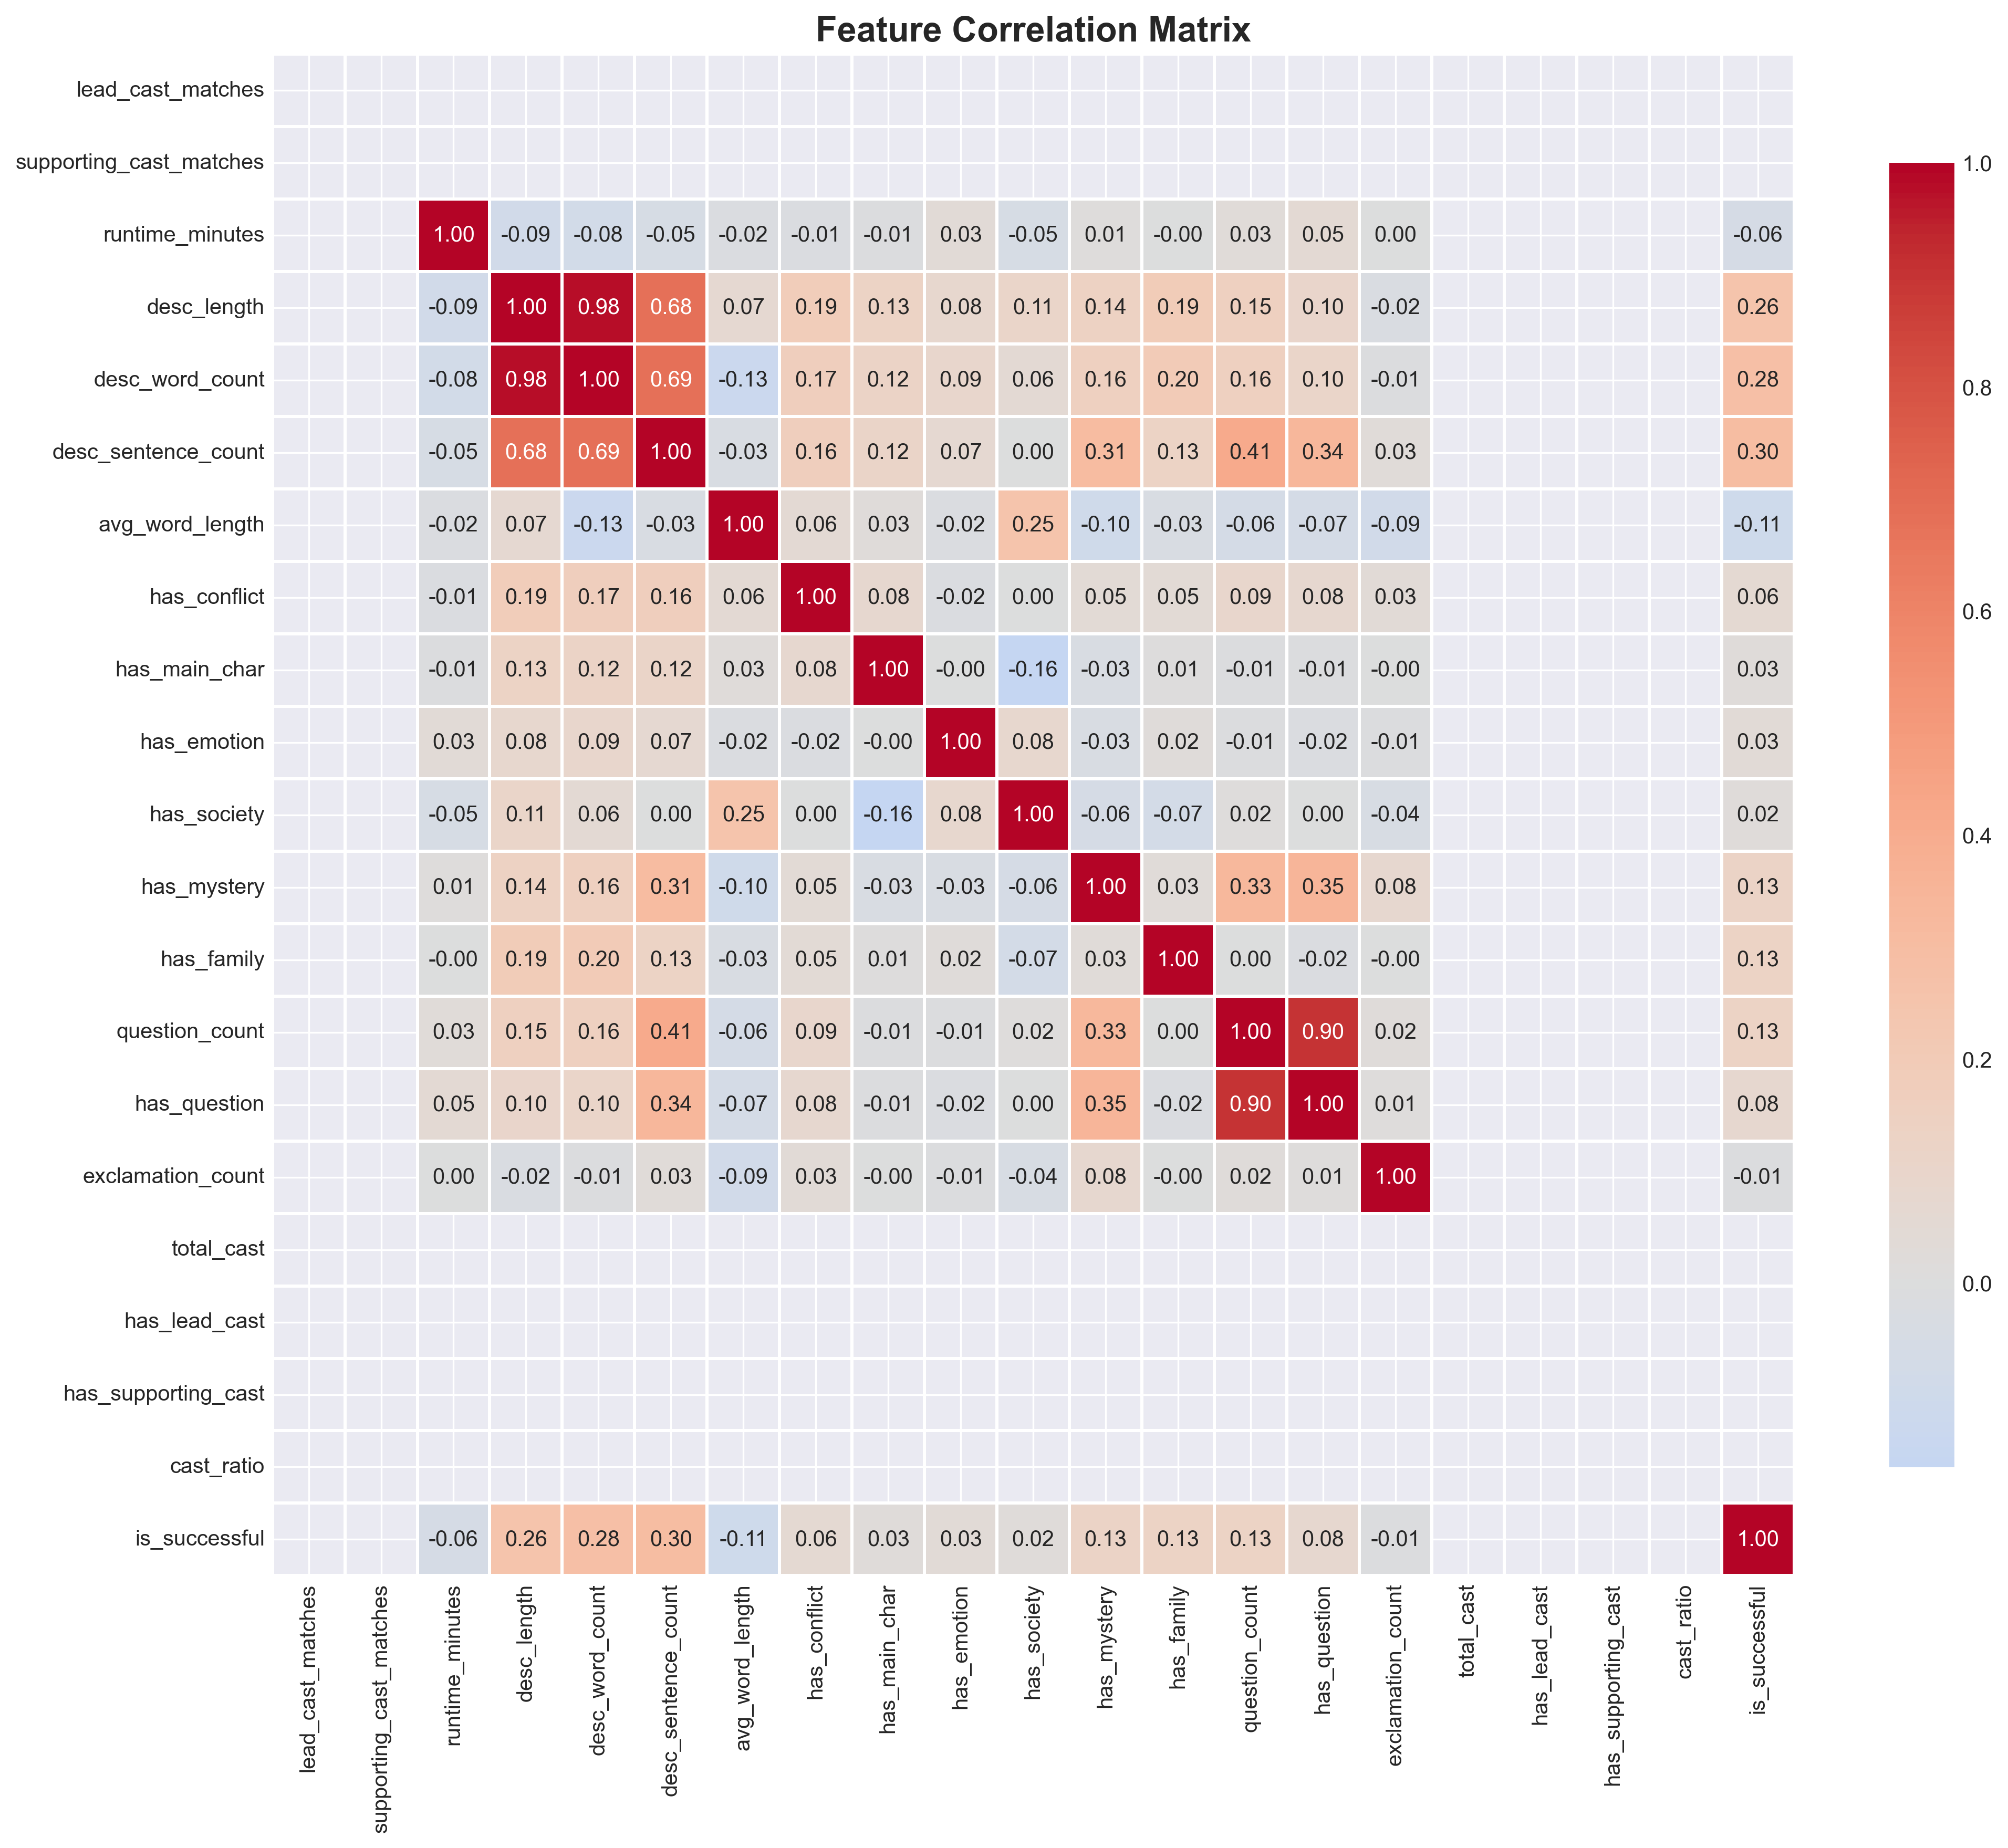 Feature Correlation Matrix
lead_cast_matches
supporting_cast_matches
runtime_minutes 1.00 -0.09 -0.08 -0.05 -0.02 -0.01 -0.01 0.03 -0.05 0.01 -0.00 0.03 0.05 0.00 -0.06
desc_length -0.09 1.00 0.98 0.68 0.07 0.19 0.13 0.08 0.11 0.14 0.19 0.15 0.10 -0.02 0.26
desc_word_count -0.08 0.98 1.00 0.69 -0.13 0.17 0.12 0.09 0.06 0.16 0.20 0.16 0.10 -0.01 0.28
desc_sentence_count -0.05 0.68 0.69 1.00 -0.03 0.16 0.12 0.07 0.00 0.31 0.13 0.41 0.34 0.03 0.30
avg_word_length -0.02 0.07 -0.13 -0.03 1.00 0.06 0.03 -0.02 0.25 -0.10 -0.03 -0.06 -0.07 -0.09 -0.11
has_conflict -0.01 0.19 0.17 0.16 0.06 1.00 0.08 -0.02 0.00 0.05 0.05 0.09 0.08 0.03 0.06
has_main_char -0.01 0.13 0.12 0.12 0.03 0.08 1.00 -0.00 -0.16 -0.03 0.01 -0.01 -0.01 -0.00 0.03
has_emotion 0.03 0.08 0.09 0.07 -0.02 -0.02 -0.00 1.00 0.08 -0.03 0.02 -0.01 -0.02 -0.01 0.03
has_society -0.05 0.11 0.06 0.00 0.25 0.00 -0.16 0.08 1.00 -0.06 -0.07 0.02 0.00 -0.04 0.02
has_mystery 0.01 0.14 0.16 0.31 -0.10 0.05 -0.03 -0.03 -0.06 1.00 0.03 0.33 0.35 0.08 0.13
has_family -0.00 0.19 0.20 0.13 -0.03 0.05 0.01 0.02 -0.07 0.03 1.00 0.00 -0.02 -0.00 0.13
question_count 0.03 0.15 0.16 0.41 -0.06 0.09 -0.01 -0.01 0.02 0.33 0.00 1.00 0.90 0.02 0.13
has_question 0.05 0.10 0.10 0.34 -0.07 0.08 -0.01 -0.02 0.00 0.35 -0.02 0.90 1.00 0.01 0.08
exclamation_count 0.00 -0.02 -0.01 0.03 -0.09 0.03 -0.00 -0.01 -0.04 0.08 -0.00 0.02 0.01 1.00 -0.01
total_cast
has_lead_cast
has_supporting_cast
cast_ratio
is_successful -0.06 0.26 0.28 0.30 -0.11 0.06 0.03 0.03 0.02 0.13 0.13 0.13 0.08 -0.01 1.00
lead_cast_matches
supporting_cast_matches
runtime_minutes
desc_length
desc_word_count
desc_sentence_count
avg_word_length
has_conflict
has_main_char
has_emotion
has_society
has_mystery
has_family
question_count
has_question
exclamation_count
total_cast
has_lead_cast
has_supporting_cast
cast_ratio
is_successful
1.0
0.8
0.6
0.4
0.2
0.0